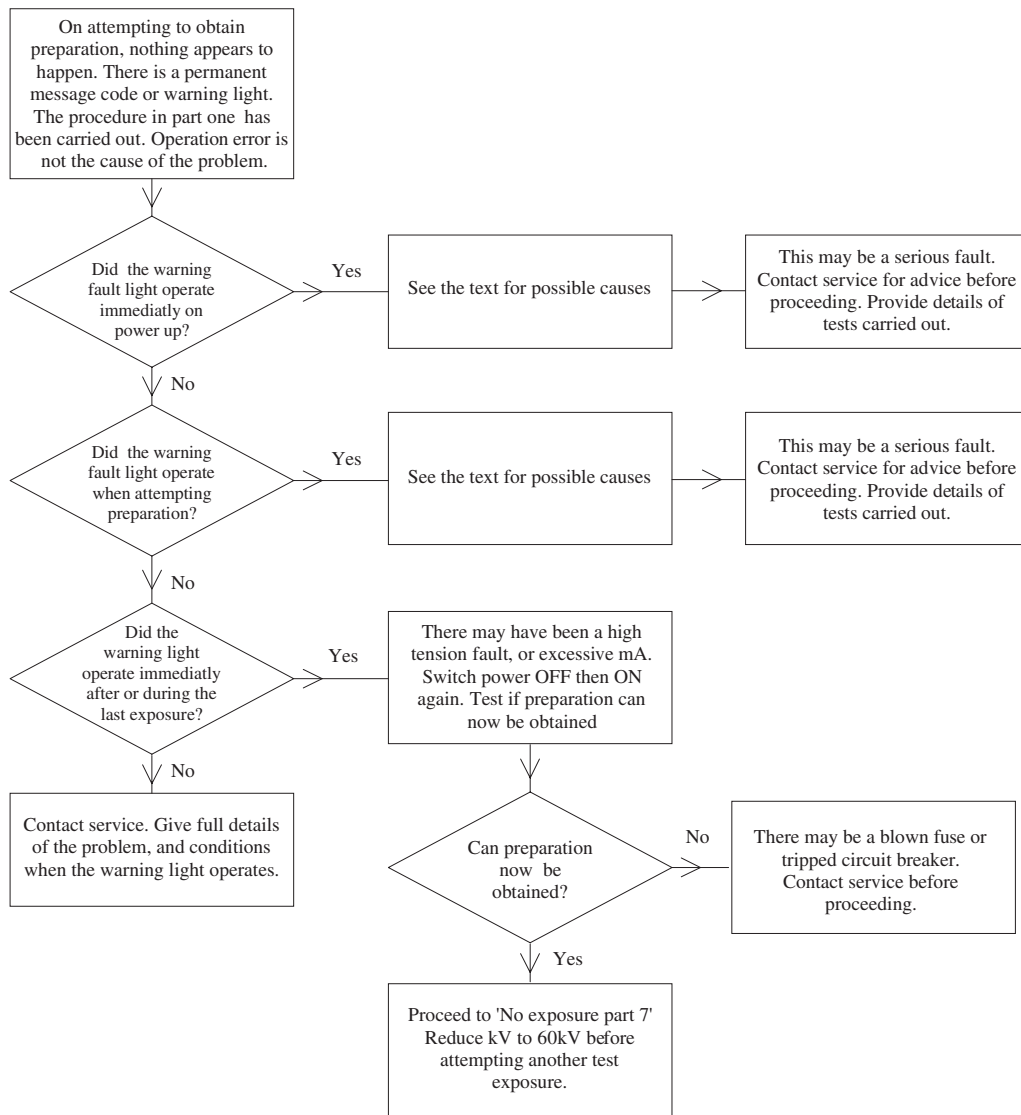 On attempting to obtain
preparation, nothing appears to
happen. There is a permanent
message code or warning light.
The procedure in part one has
been carried out. Operation error is
not the cause of the problem.
Did the warning
fault light operate
immediatly on
power up?
Yes
See the text for possible causes
This may be a serious fault.
Contact service for advice before
proceeding. Provide details of
tests carried out.
No
Did the warning
fault light operate
when attempting
preparation?
Yes
See the text for possible causes
This may be a serious fault.
Contact service for advice before
proceeding. Provide details of
tests carried out.
No
Did the
warning light
operate immediatly
after or during the
last exposure?
Yes
There may have been a high
tension fault, or excessive mA.
Switch power OFF then ON
again. Test if preparation can
now be obtained
No
Contact service. Give full details
of the problem, and conditions
when the warning light operates.
Can preparation
now be
obtained?
No
There may be a blown fuse or
tripped circuit breaker.
Contact service before
proceeding.
Yes
Proceed to 'No exposure part 7'
Reduce kV to 60kV before
attempting another test
exposure.